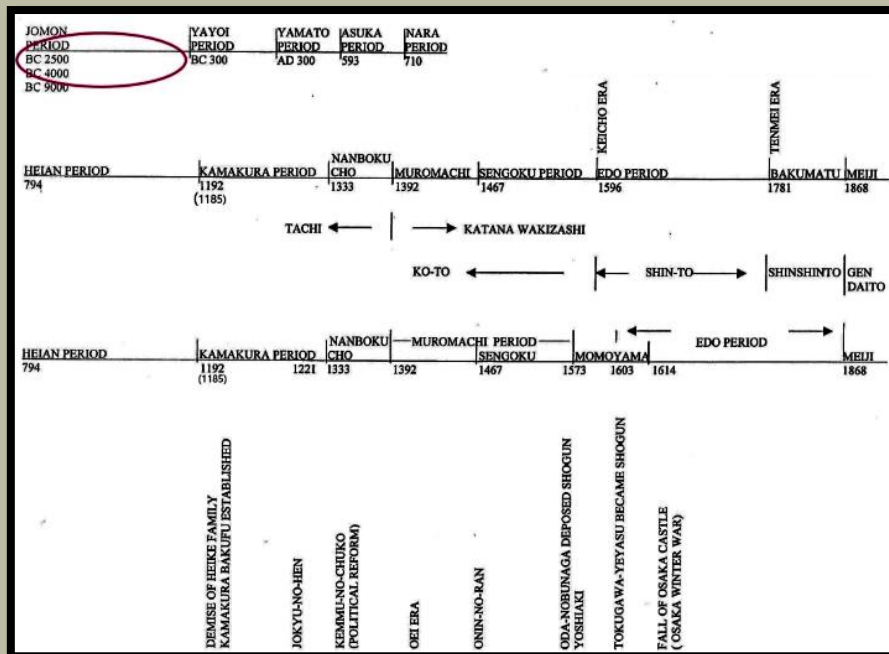 JOMON PERIOD
BC 2500
BC 4000
BC 9000
YAYOI PERIOD
BC 300
YAMATO PERIOD
AD 300
ASUKA PERIOD
593
NARA PERIOD
710
KEICHO ERA
TENMEI ERA
HEIAN PERIOD
794
KAMAKURA PERIOD
1192
(1185)
NANBOKU
CHO
1333
MUROMACHI
1392
SENGOKU PERIOD
1467
EDO PERIOD
1596
BAKUMATU
1781
MEIJI
1868
TACHI
KATANA WAKIZASHI
KO-TO
SHIN-TO
SHINSHINTO
GEN
DAITO
HEIAN PERIOD
794
KAMAKURA PERIOD
1192
(1185)
1221
NANBOKU
CHO
1333
MUROMACHI PERIOD
1392
SENGOKU
1467
1573
MOMOYAMA
1603
1614
EDO PERIOD
MEIJI
1868
DEMISE OF HEIKE FAMILY
KAMAKURA BAKUFU ESTABLISHED
JOKYU-NO-HEN
KEMMU-NO-CHUKO
(POLITICAL REFORM)
OEI ERA
ONIN-NO-RAN
ODA-NOBUNAGA DEPOSED SHOGUN
YOSHIAKI
TOKUGAWA-YEYASU BECAME SHOGUN
FALL OF OSAKA CASTLE
( OSAKA WINTER WAR)